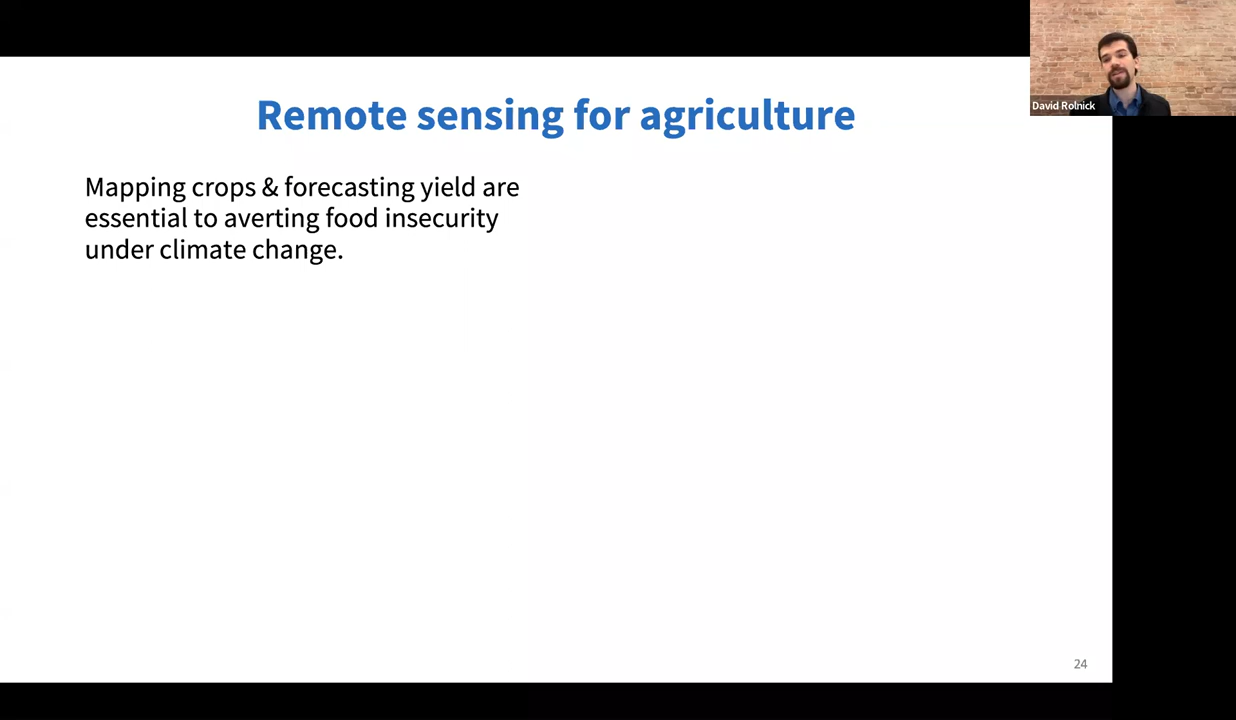 Remote sensing for agriculture
David Rolnick
Mapping crops & forecasting yield are
essential to averting food insecurity
under climate change.
24